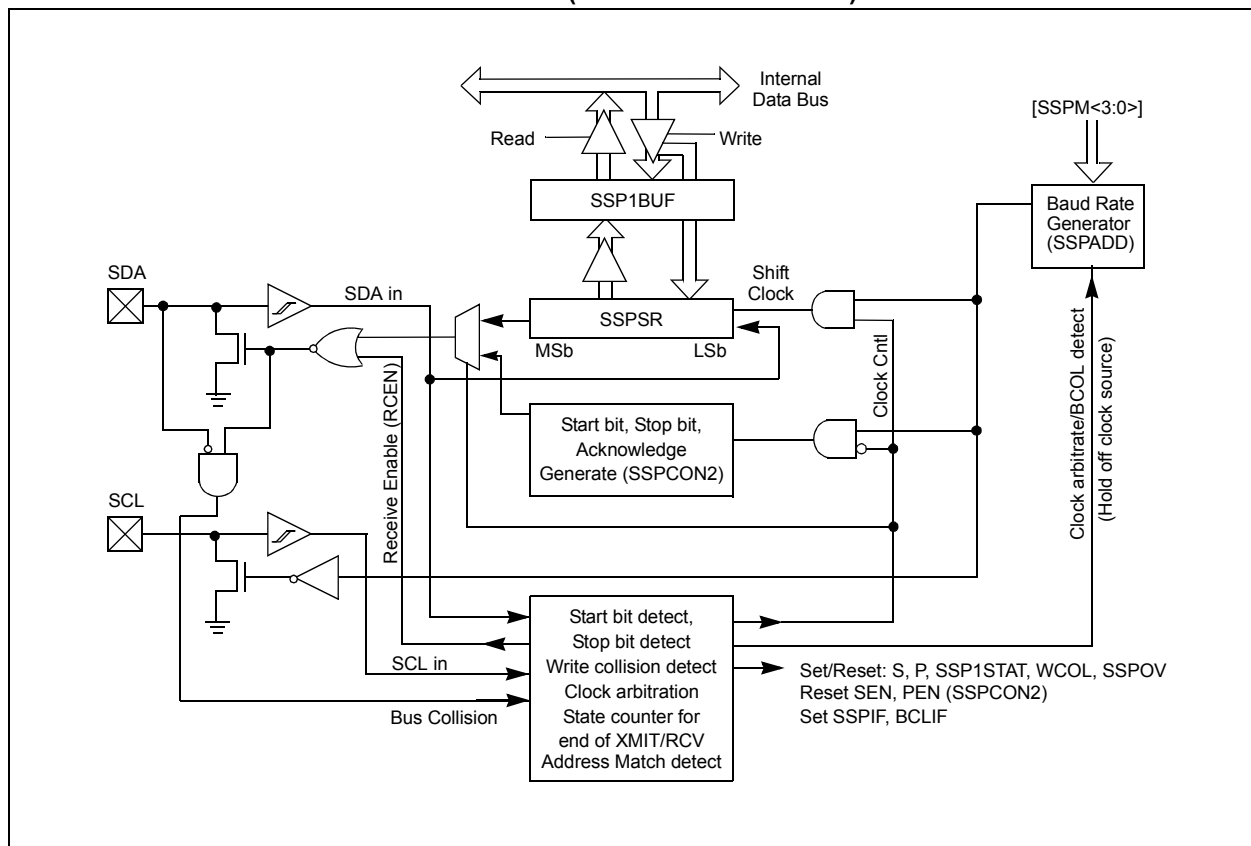 Internal
Data Bus
[SSPM<3:0>]
Read
Write
SSP1BUF
Baud Rate
Generator
(SSPADD)
SDA
Shift
Clock
SDA in
SSPSR
MSb
LSb
Receive Enable (RCEN)
Clock Cntl
Clock arbitrate/BCOL detect
(Hold off clock source)
Start bit, Stop bit,
Acknowledge
Generate (SSPCON2)
SCL
Start bit detect,
Stop bit detect
Write collision detect
Clock arbitration
State counter for
end of XMIT/RCV
Address Match detect
SCL in
Bus Collision
Set/Reset: S, P, SSP1STAT, WCOL, SSPOV
Reset SEN, PEN (SSPCON2)
Set SSPIF, BCLIF